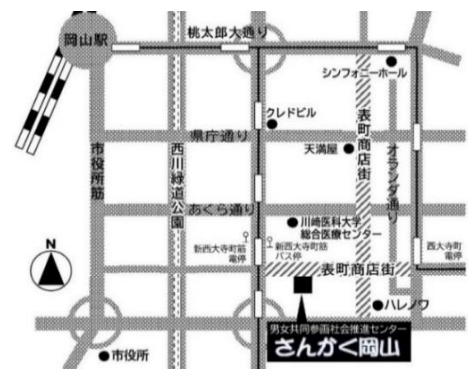 岡山駅
桃太郎大通り
シンフォニーホール
クレドビル
県庁通り
天満屋
表町商店街
オランダ通り
市役所筋
西川緑道公園
あくら通り
川崎医科大学
総合医療センター
新西大寺町筋
電停
新西大寺町筋
バス停
西大寺町
電停
N
表町商店街
ハレノワ
男女共同参画社会推進センター
さんかく岡山
市役所